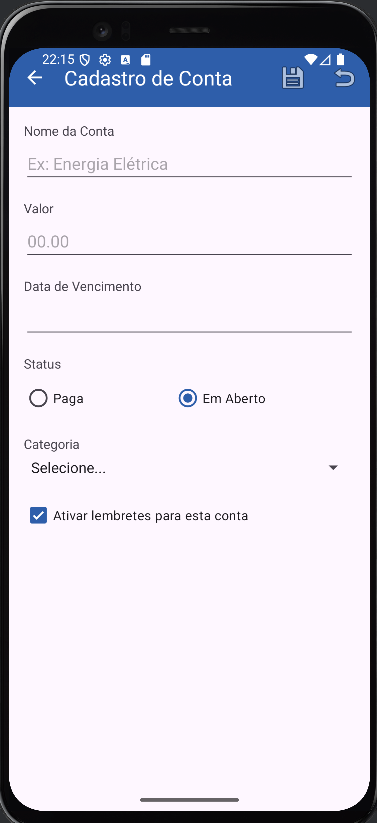 22:15
Cadastro de Conta
Nome da Conta
Ex: Energia Elétrica
Valor
00.00
Data de Vencimento
Status
Paga
Em Aberto
Categoria
Selecione...
Ativar lembretes para esta conta